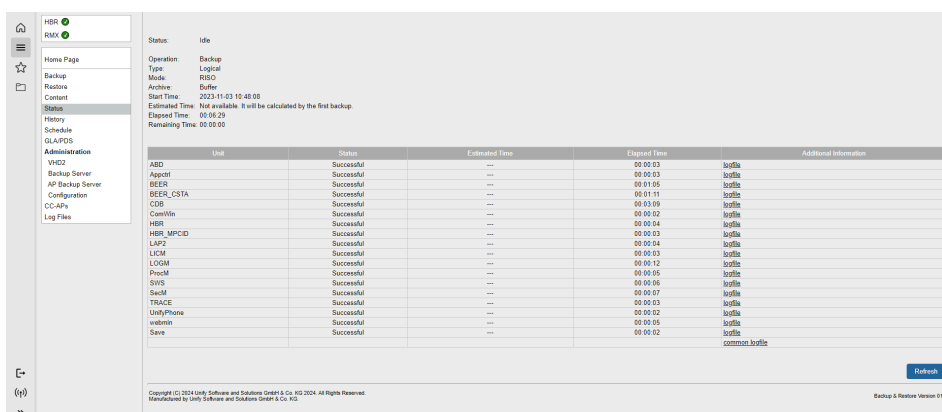 HBR
RMX
Home Page
Backup
Restore
Content
Status
History
Schedule
GLA/PDS
Administration
VHD2
Backup Server
AP Backup Server
Configuration
CC-APs
Log Files
Status: Idle
Operation: Backup
Type: Logical
Mode: RISO
Archive: Buffer
Start Time: 2023-11-03 10:48:08
Estimated Time: Not available. It will be calculated by the first backup.
Elapsed Time: 00:06:29
Remaining Time: 00:00:00
Unit Status Estimated Time Elapsed Time Additional Information
ABD Successful --- 00:00:03 logfile
Appctrl Successful --- 00:00:03 logfile
BEER Successful --- 00:01:05 logfile
BEER_CSTA Successful --- 00:01:11 logfile
CDB Successful --- 00:03:09 logfile
ComWin Successful --- 00:00:02 logfile
HBR Successful --- 00:00:04 logfile
HBR_MPCID Successful --- 00:00:03 logfile
LAP2 Successful --- 00:00:04 logfile
LICM Successful --- 00:00:03 logfile
LOGM Successful --- 00:00:12 logfile
ProcM Successful --- 00:00:05 logfile
SWS Successful --- 00:00:06 logfile
SecM Successful --- 00:00:07 logfile
TRACE Successful --- 00:00:03 logfile
UnifyPhone Successful --- 00:00:02 logfile
webmin Successful --- 00:00:05 logfile
Save Successful --- 00:00:02 logfile
common logfile
Refresh
Copyright (C) 2024 Unify Software and Solutions GmbH & Co. KG 2024. All Rights Reserved.
Manufactured by Unify Software and Solutions GmbH & Co. KG.
Backup & Restore Version 01